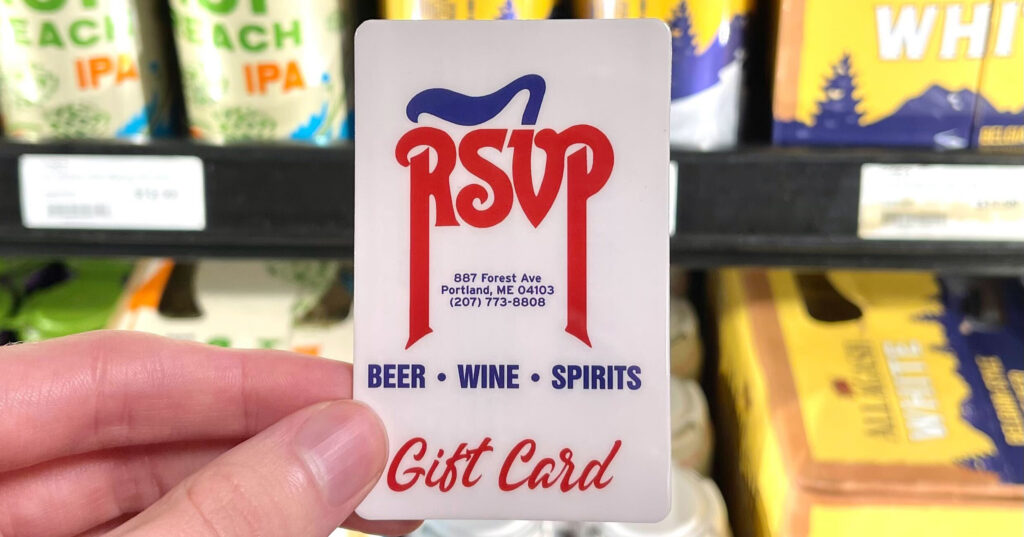 EACH
IPA
EACH
IPA
WHI
RSVP
887 Forest Ave
Portland, ME 04103
(207) 773-8808
BEER • WINE • SPIRITS
Gift Card
ALLAGASH
WHITE